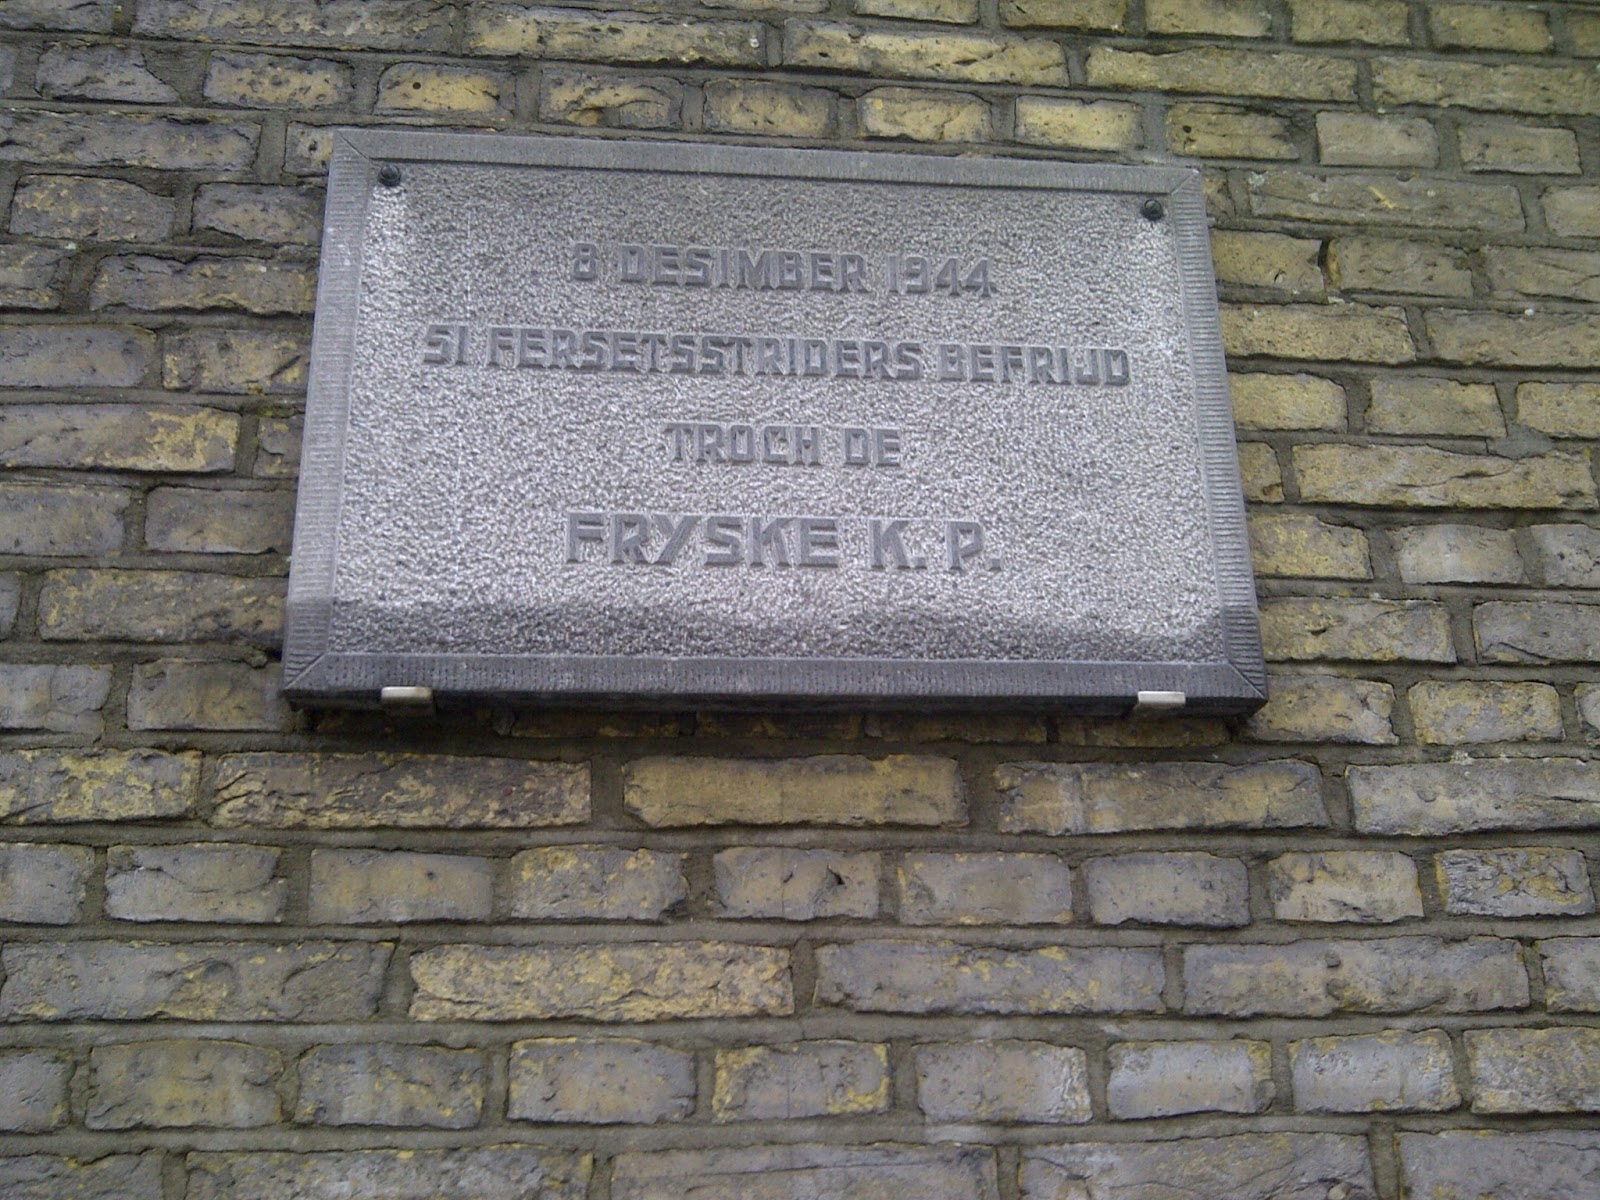 8 DESIMBER 1944
51 FERSETSSTRIDERS BEFRIJD
TROCH DE
FRYSKE K.P.